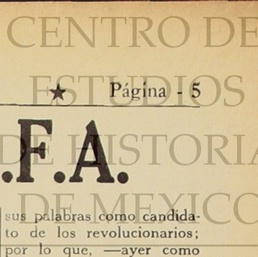 CENTRO DE
ESTUDIOS
DE HISTORIA
DE MEXICO
★ Página - 5
.F.A.
sus palabras como candida-
to de los revolucionarios;
por lo que, —ayer como